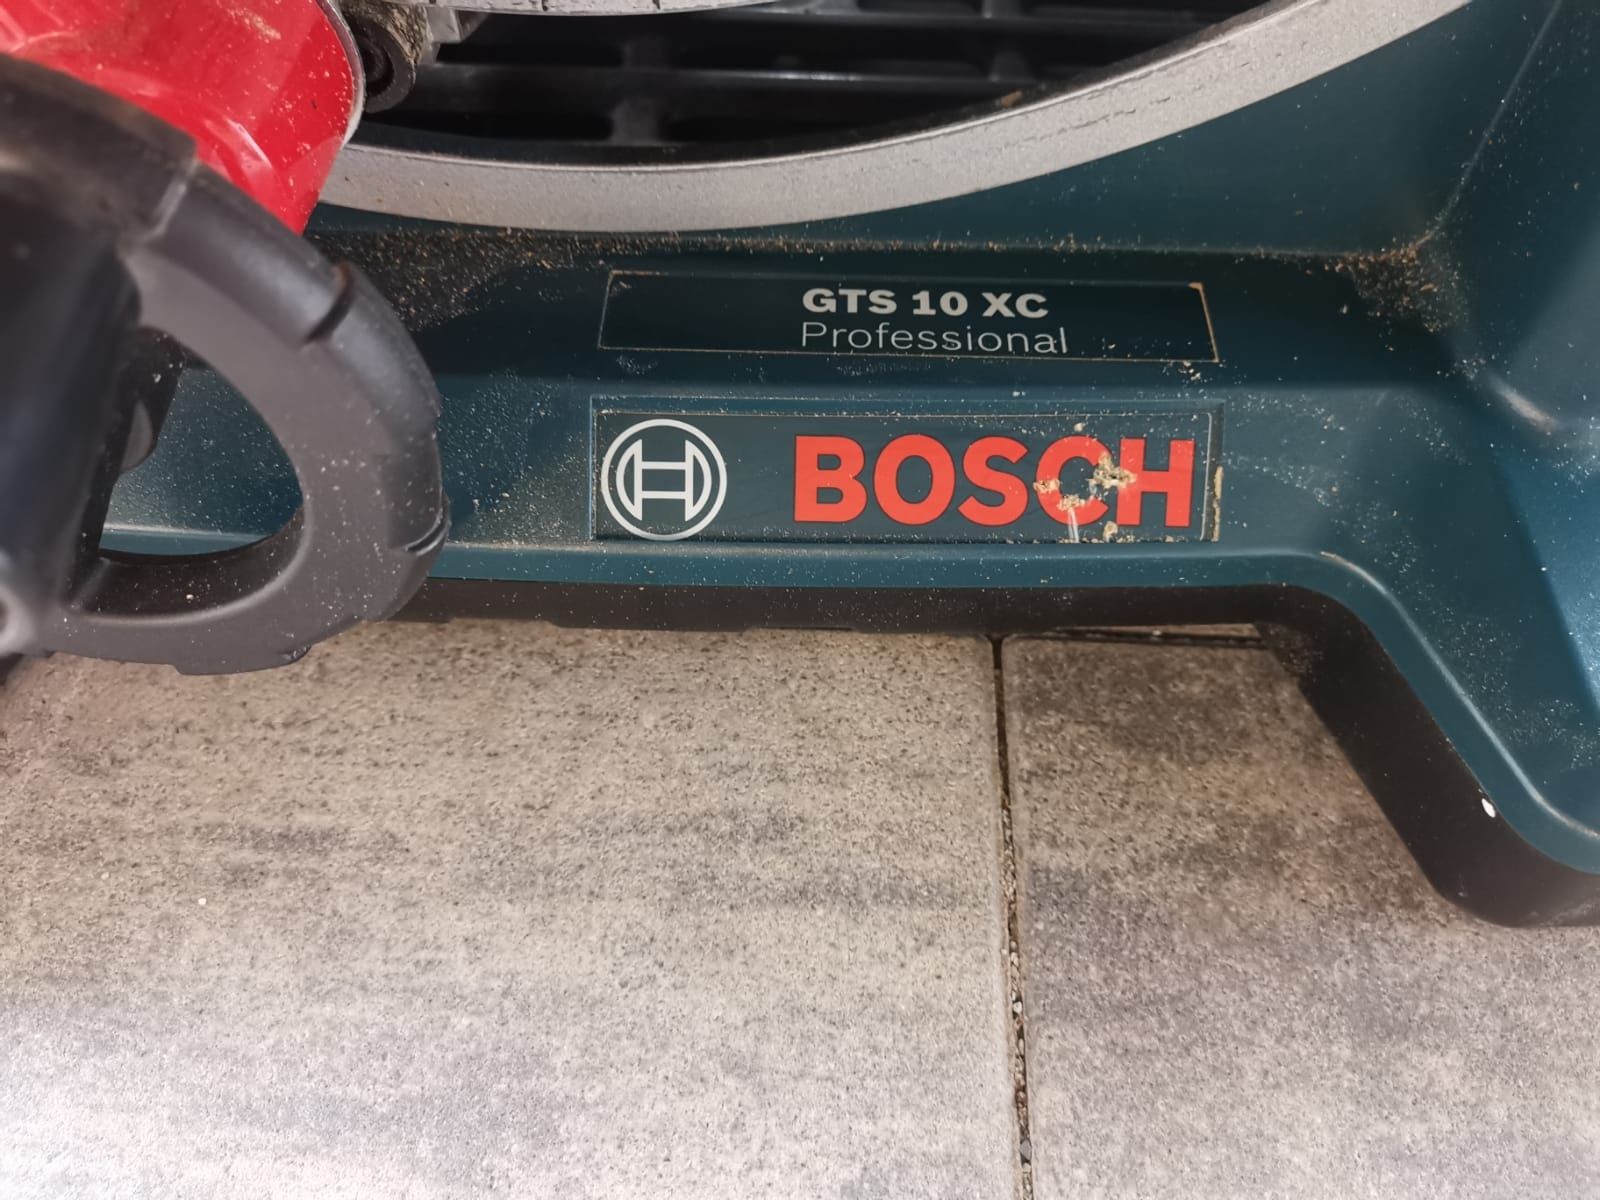 GTS 10 XC
Professional
BOSCH